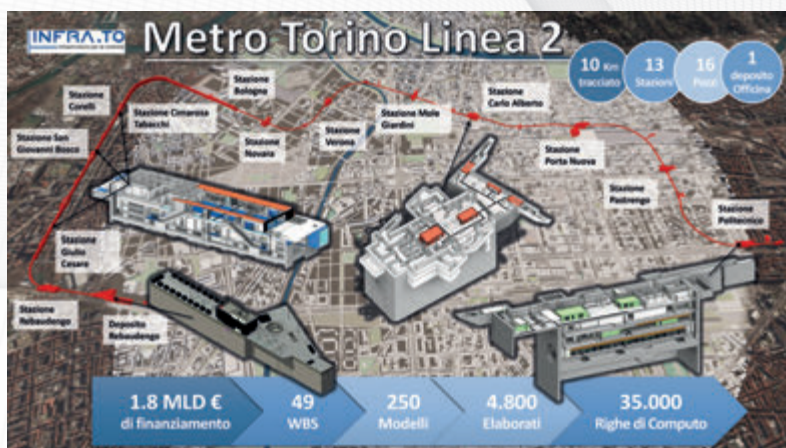 INFRA.TO
Metro Torino Linea 2
10 Km
tracciato
13
Stazioni
16
Pozzi
1
deposito
Officina
Stazione
Bologna
Stazione
Corelli
Stazione Cimarosa
Tabacchi
Stazione San
Giovanni Bosco
Stazione
Novara
Stazione
Verona
Stazione Mole
Giardini
Stazione
Carlo Alberto
Stazione
Porta Nuova
Stazione
Pastrengo
Stazione
Politecnico
Stazione
Giulio
Cesare
Stazione
Rebaudengo
Deposito
Rebaudengo
1.8 MLD €
di finanziamento
49
WBS
250
Modelli
4.800
Elaborati
35.000
Righe di Computo